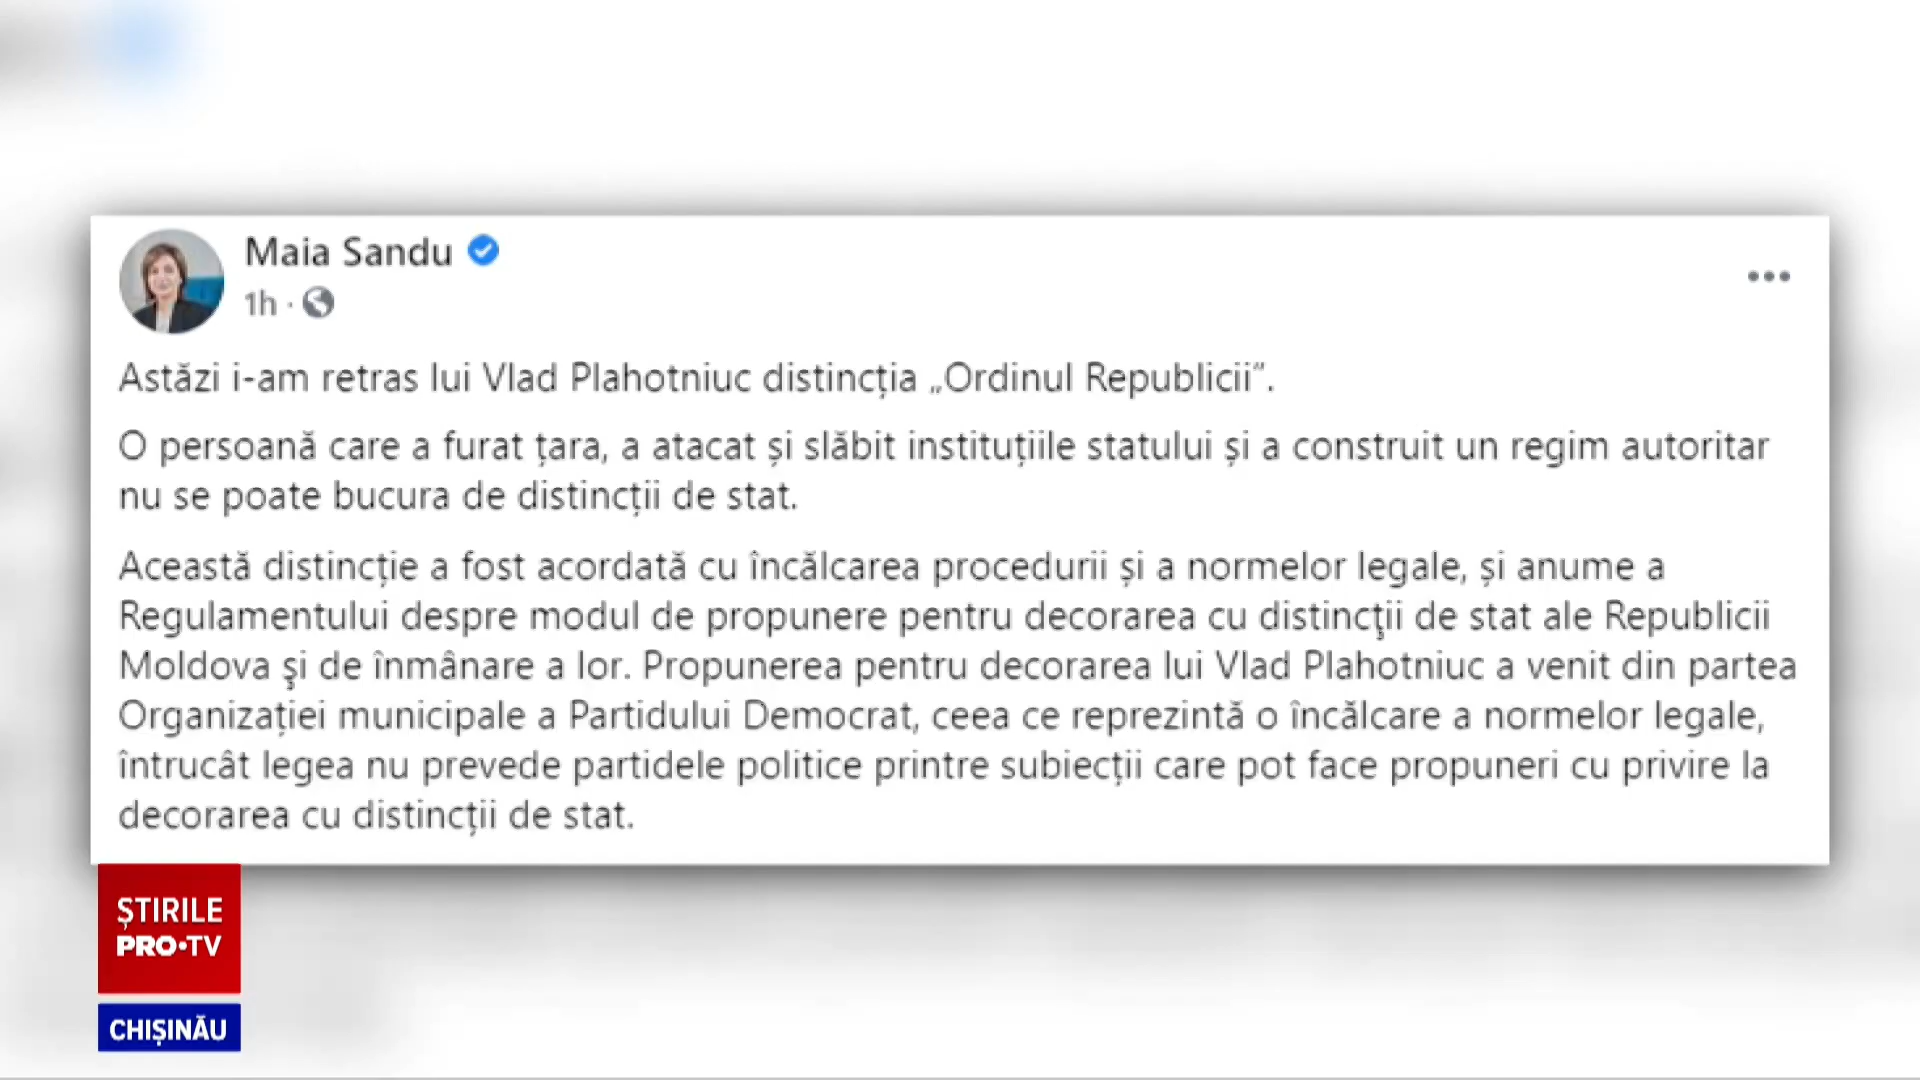 Maia Sandu
1h ·
Astăzi i-am retras lui Vlad Plahotniuc distincția „Ordinul Republicii”.
O persoană care a furat țara, a atacat și slăbit instituțiile statului și a construit un regim autoritar
nu se poate bucura de distincții de stat.
Această distincție a fost acordată cu încălcarea procedurii și a normelor legale, și anume a
Regulamentului despre modul de propunere pentru decorarea cu distincţii de stat ale Republicii
Moldova şi de înmânare a lor. Propunerea pentru decorarea lui Vlad Plahotniuc a venit din partea
Organizației municipale a Partidului Democrat, ceea ce reprezintă o încălcare a normelor legale,
întrucât legea nu prevede partidele politice printre subiecții care pot face propuneri cu privire la
decorarea cu distincții de stat.
ȘTIRILE
PRO•TV
CHIȘINĂU